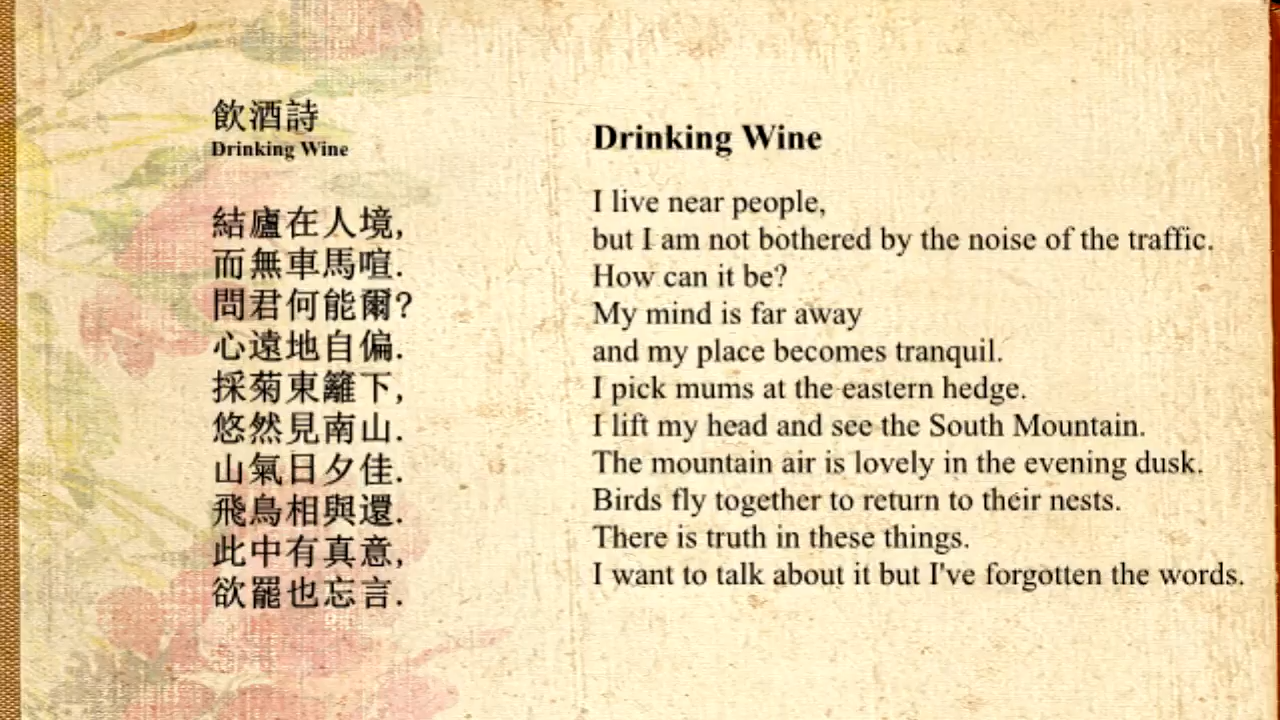 飲酒詩
Drinking Wine
結廬在人境,
而無車馬喧.
問君何能爾?
心遠地自偏.
採菊東籬下,
悠然見南山.
山氣日夕佳.
飛鳥相與還.
此中有真意,
欲罷也忘言.
Drinking Wine
I live near people,
but I am not bothered by the noise of the traffic.
How can it be?
My mind is far away
and my place becomes tranquil.
I pick mums at the eastern hedge.
I lift my head and see the South Mountain.
The mountain air is lovely in the evening dusk.
Birds fly together to return to their nests.
There is truth in these things.
I want to talk about it but I've forgotten the words.